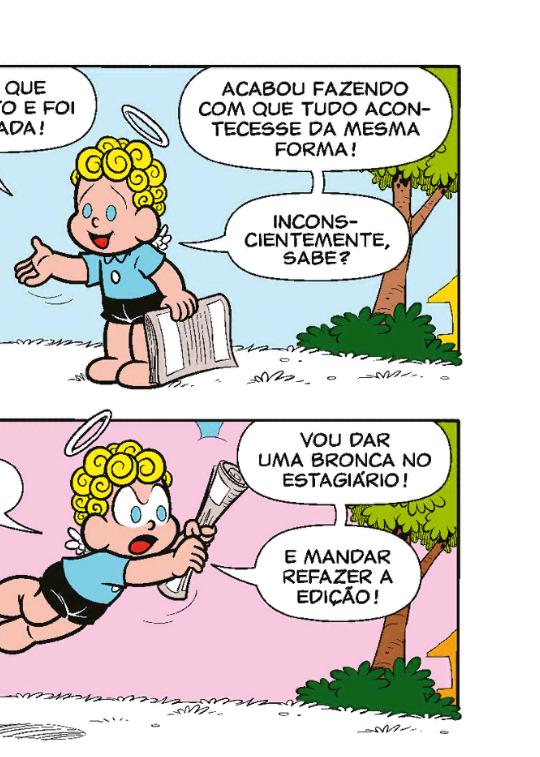 QUE
E FOI
ACABOU FAZENDO
COM QUE TUDO ACON-
TECESSE DA MESMA
FORMA!
INCONS-
CIENTEMENTE,
SABE?
VOU DAR
UMA BRONCA NO
ESTAGIÁRIO!
E MANDAR
REFAZER A
EDIÇÃO!